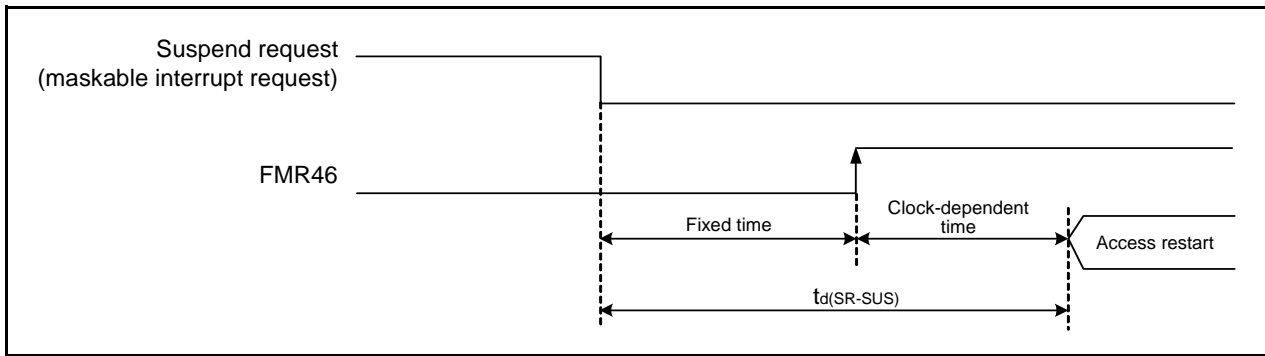 Suspend request
(maskable interrupt request)
FMR46
Fixed time
Clock-dependent
time
Access restart
td(SR-SUS)